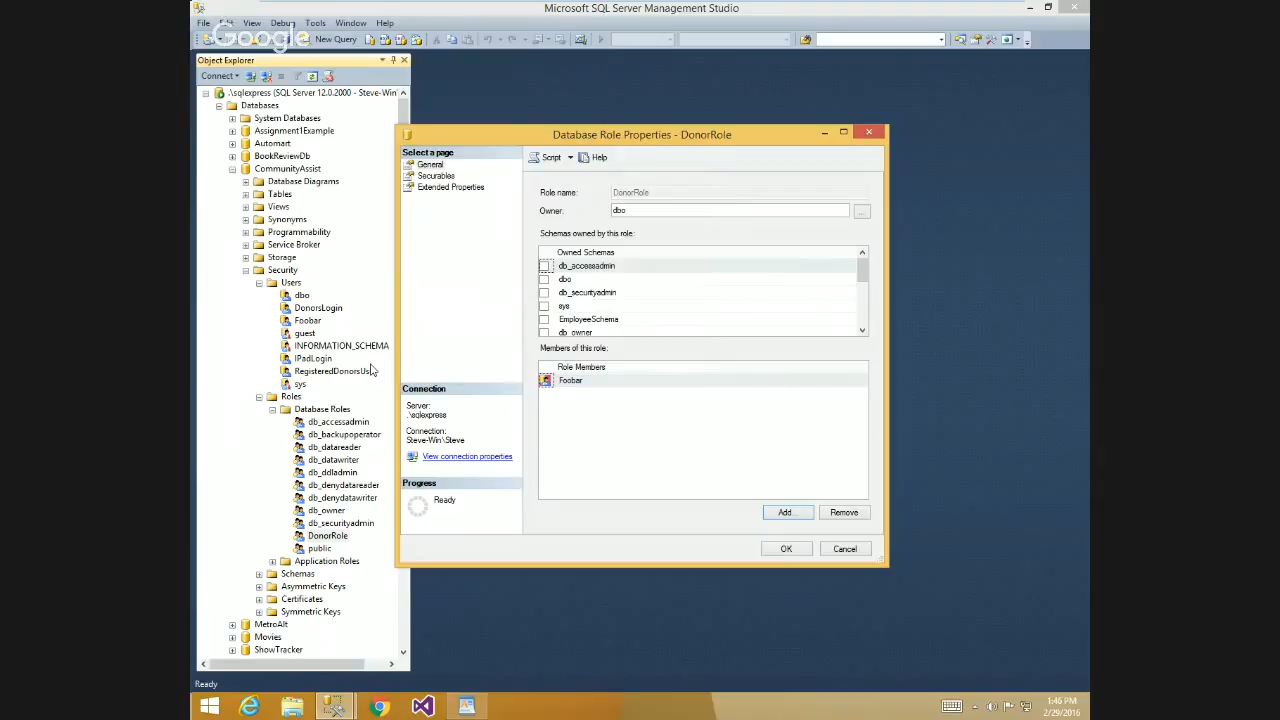 Microsoft SQL Server Management Studio
File Edit View Debug Tools Window Help
Google
New Query
Object Explorer
Connect
.\sqlexpress (SQL Server 12.0.2000 - Steve-Win
Databases
System Databases
Assignment1Example
Automart
BookReviewDb
CommunityAssist
Database Diagrams
Tables
Views
Synonyms
Programmability
Service Broker
Storage
Security
Users
dbo
DonorsLogin
Foobar
guest
INFORMATION_SCHEMA
IPadLogin
RegisteredDonorsUs
sys
Roles
Database Roles
db_accessadmin
db_backupoperator
db_datareader
db_datawriter
db_ddladmin
db_denydatareader
db_denydatawriter
db_owner
db_securityadmin
DonorRole
public
Application Roles
Schemas
Asymmetric Keys
Certificates
Symmetric Keys
MetroAlt
Movies
ShowTracker
Database Role Properties - DonorRole
Select a page
General
Securables
Extended Properties
Connection
Server:
.\sqlexpress
Connection:
Steve-Win\Steve
View connection properties
Progress
Ready
Script Help
Role name: DonorRole
Owner: dbo
...
Schemas owned by this role:
Owned Schemas
db_accessadmin
dbo
db_securityadmin
sys
EmployeeSchema
db_owner
Members of this role:
Role Members
Foobar
Add... Remove
OK Cancel
Ready
1:46 PM
2/29/2016